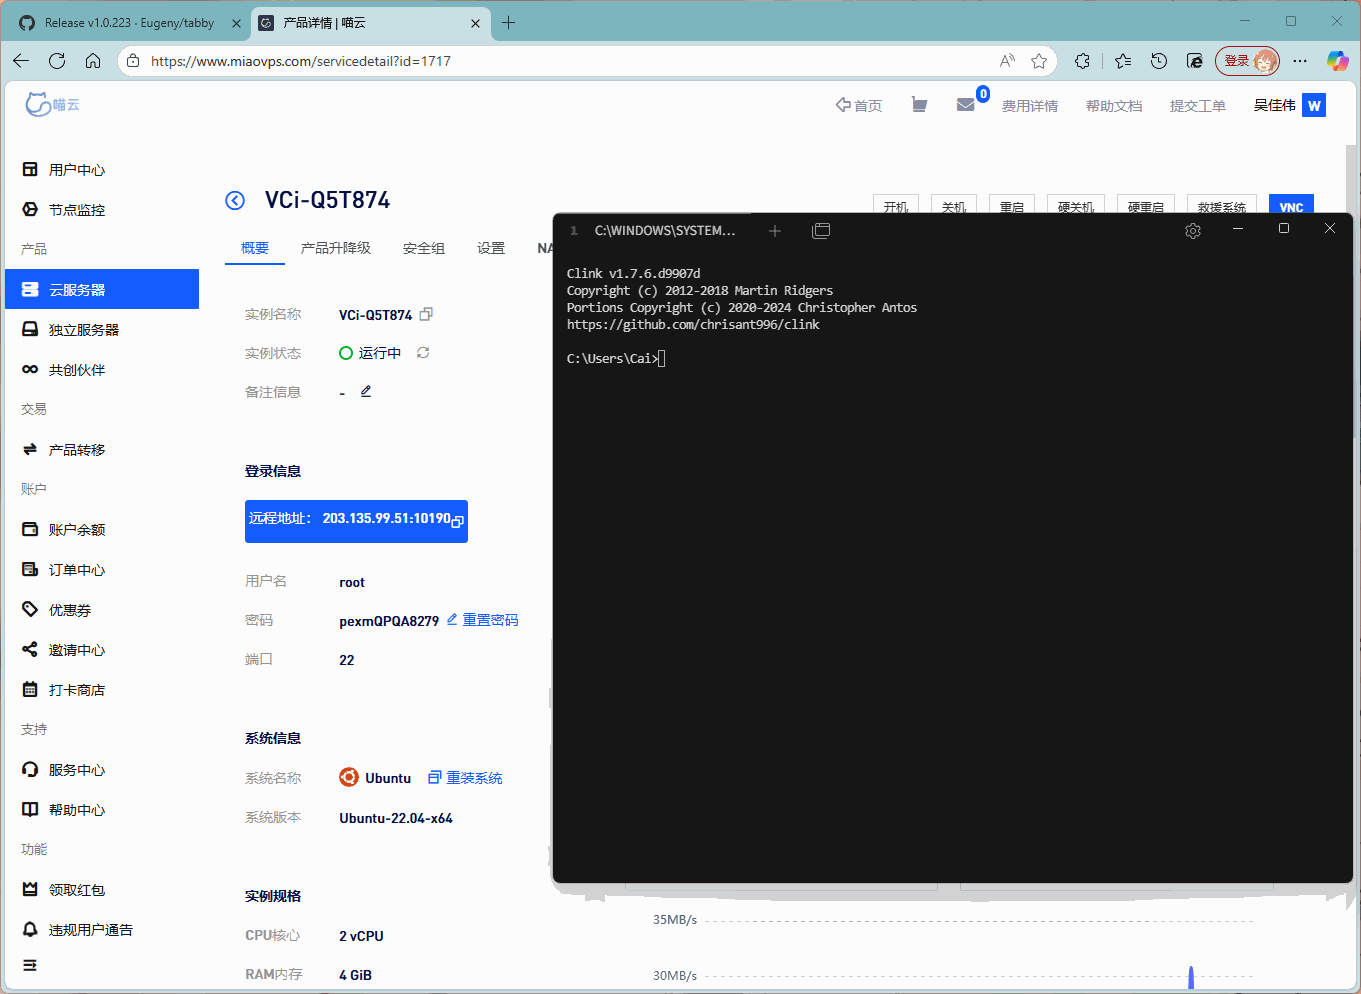 Release v1.0.223 · Eugeny/tabby
产品详情 | 喵云
https://www.miaovps.com/servicedetail?id=1717
登录
喵云
首页
0
费用详情
帮助文档
提交工单
吴佳伟
W
用户中心
节点监控
产品
云服务器
独立服务器
共创伙伴
交易
产品转移
账户
账户余额
订单中心
优惠券
邀请中心
打卡商店
支持
服务中心
帮助中心
功能
领取红包
违规用户通告
VCi-Q5T874
开机
关机
重启
硬关机
硬重启
救援系统
VNC
概要
产品升降级
安全组
设置
NA
实例名称 VCi-Q5T874
实例状态 运行中
备注信息 -
登录信息
远程地址： 203.135.99.51:10190
用户名 root
密码 pexmQPQA8279 重置密码
端口 22
系统信息
系统名称 Ubuntu 重装系统
系统版本 Ubuntu-22.04-x64
实例规格
CPU核心 2 vCPU
RAM内存 4 GiB
1 C:\WINDOWS\SYSTEM...
Clink v1.7.6.d9907d
Copyright (c) 2012-2018 Martin Ridgers
Portions Copyright (c) 2020-2024 Christopher Antos
https://github.com/chrisant996/clink
C:\Users\Cai>
35MB/s
30MB/s